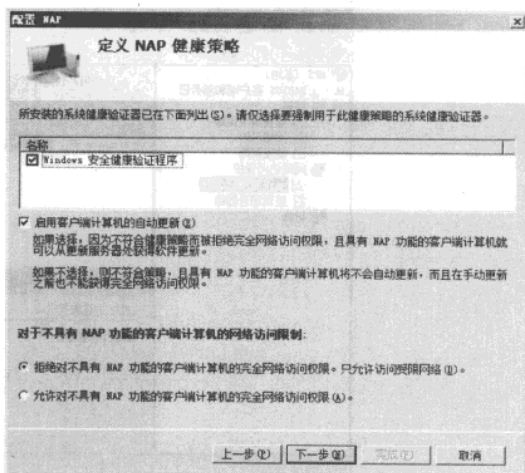 配置 NAP
定义 NAP 健康策略
所安装的系统健康验证器已在下面列出(S)。请仅选择要强制用于此健康策略的系统健康验证器。
名称
Windows 安全健康验证程序
启用客户端计算机的自动更新(E)
如果选择，因为不符合健康策略而被拒绝完全网络访问权限，且具有 NAP 功能的客户端计算机就
可以从更新服务器处获得软件更新。
如果不选择，则不符合策略，且具有 NAP 功能的客户端计算机将不会自动更新，而且在手动更新
之前也不能获得完全网络访问权限。
对于不具有 NAP 功能的客户端计算机的网络访问限制:
拒绝对不具有 NAP 功能的客户端计算机的完全网络访问权限。只允许访问受限网络(D)。
允许对不具有 NAP 功能的客户端计算机的完全网络访问权限(A)。
上一步(P)
下一步(N)
完成(F)
取消